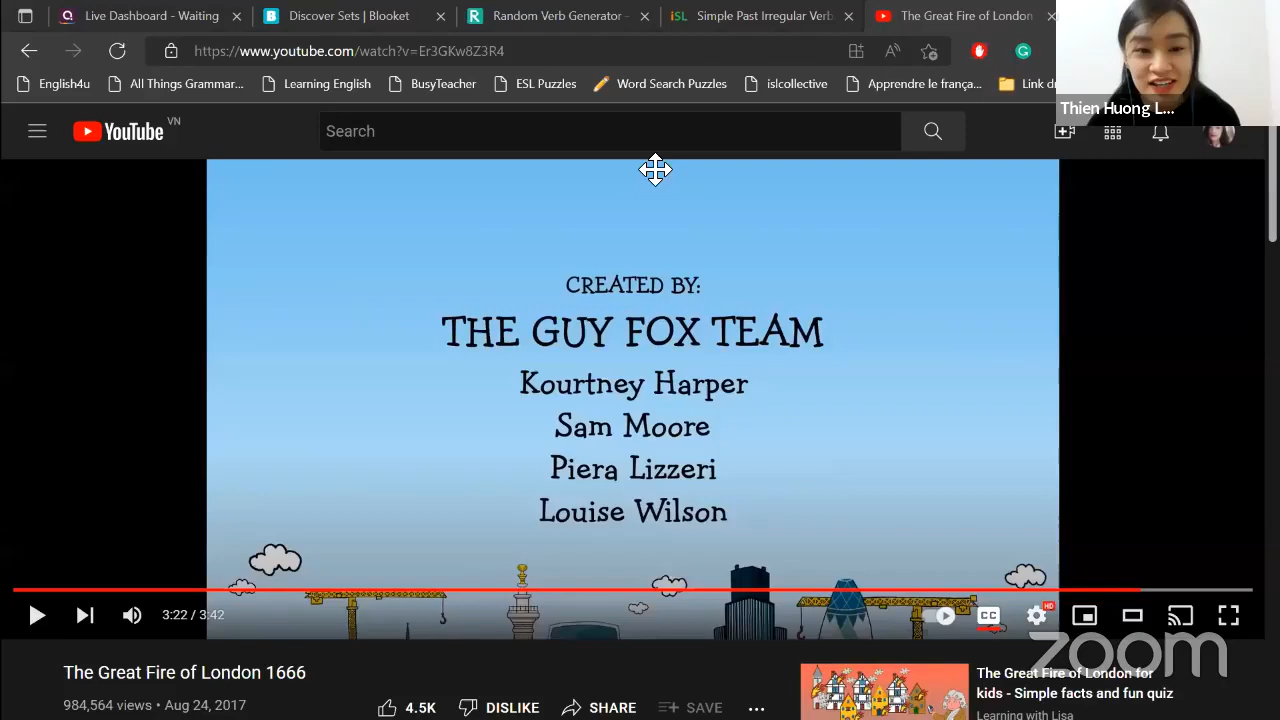 Live Dashboard - Waiting
Discover Sets | Blooket
Random Verb Generator -
iSL Simple Past Irregular Verb
The Great Fire of London
https://www.youtube.com/watch?v=Er3GKw8Z3R4
English4u
All Things Grammar...
Learning English
BusyTeacher
ESL Puzzles
Word Search Puzzles
islcollective
Apprendre le françа...
Link d
Thien Huong L...
YouTube VN
Search
CREATED BY:
THE GUY FOX TEAM
Kourtney Harper
Sam Moore
Piera Lizzeri
Louise Wilson
3:22 / 3:42
CC
HD
zoom
The Great Fire of London 1666
984,564 views • Aug 24, 2017
4.5K
DISLIKE
SHARE
SAVE
The Great Fire of London for
kids - Simple facts and fun quiz
Learning with Lisa